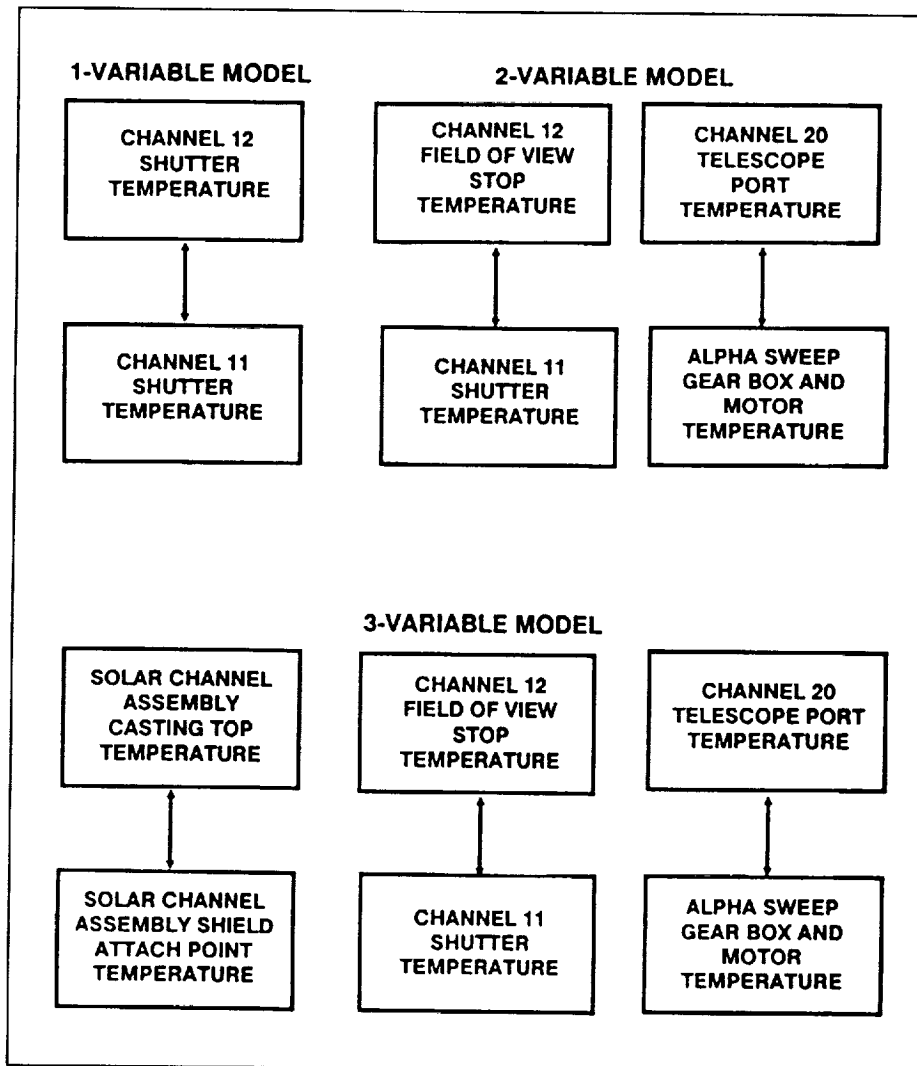 1-VARIABLE MODEL
CHANNEL 12
SHUTTER
TEMPERATURE
CHANNEL 11
SHUTTER
TEMPERATURE
2-VARIABLE MODEL
CHANNEL 12
FIELD OF VIEW
STOP
TEMPERATURE
CHANNEL 11
SHUTTER
TEMPERATURE
CHANNEL 20
TELESCOPE
PORT
TEMPERATURE
ALPHA SWEEP
GEAR BOX AND
MOTOR
TEMPERATURE
3-VARIABLE MODEL
SOLAR CHANNEL
ASSEMBLY
CASTING TOP
TEMPERATURE
SOLAR CHANNEL
ASSEMBLY SHIELD
ATTACH POINT
TEMPERATURE
CHANNEL 12
FIELD OF VIEW
STOP
TEMPERATURE
CHANNEL 11
SHUTTER
TEMPERATURE
CHANNEL 20
TELESCOPE PORT
TEMPERATURE
ALPHA SWEEP
GEAR BOX AND
MOTOR
TEMPERATURE